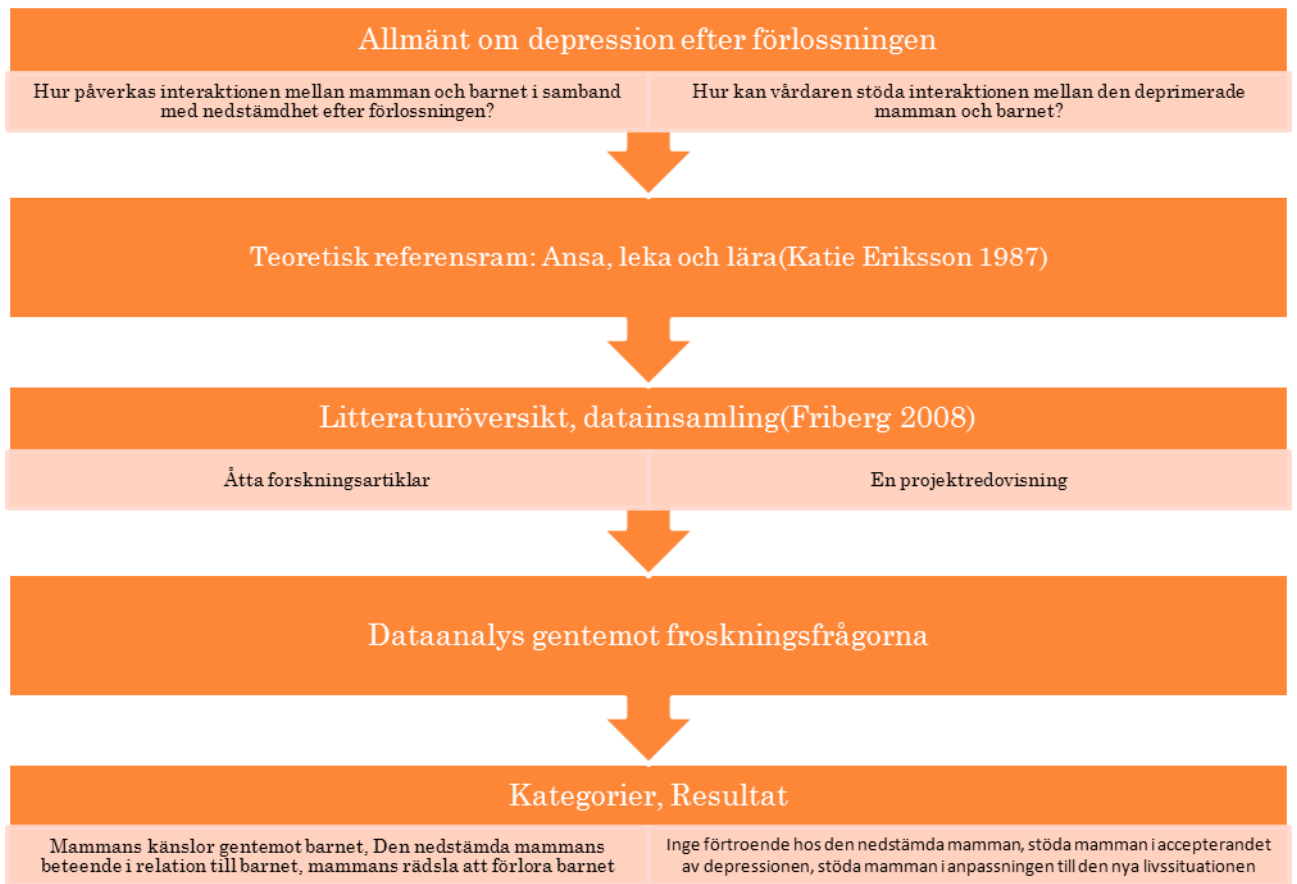 Allmänt om depression efter förlossningen
Hur påverkas interaktionen mellan mamman och barnet i samband
med nedstämdhet efter förlossningen?
Hur kan vårdaren stöda interaktionen mellan den deprimerade
mamman och barnet?
Teoretisk referensram: Ansa, leka och lära(Katie Eriksson 1987)
Litteraturöversikt, datainsamling(Friberg 2008)
Åtta forskningsartiklar
En projektredovisning
Dataanalys gentemot froskningsfrågorna
Kategorier, Resultat
Mammans känslor gentemot barnet, Den nedstämda mammans
beteende i relation till barnet, mammans rädsla att förlora barnet
Inge förtroende hos den nedstämda mamman, stöda mamman i accepterandet
av depressionen, stöda mamman i anpassningen till den nya livssituationen